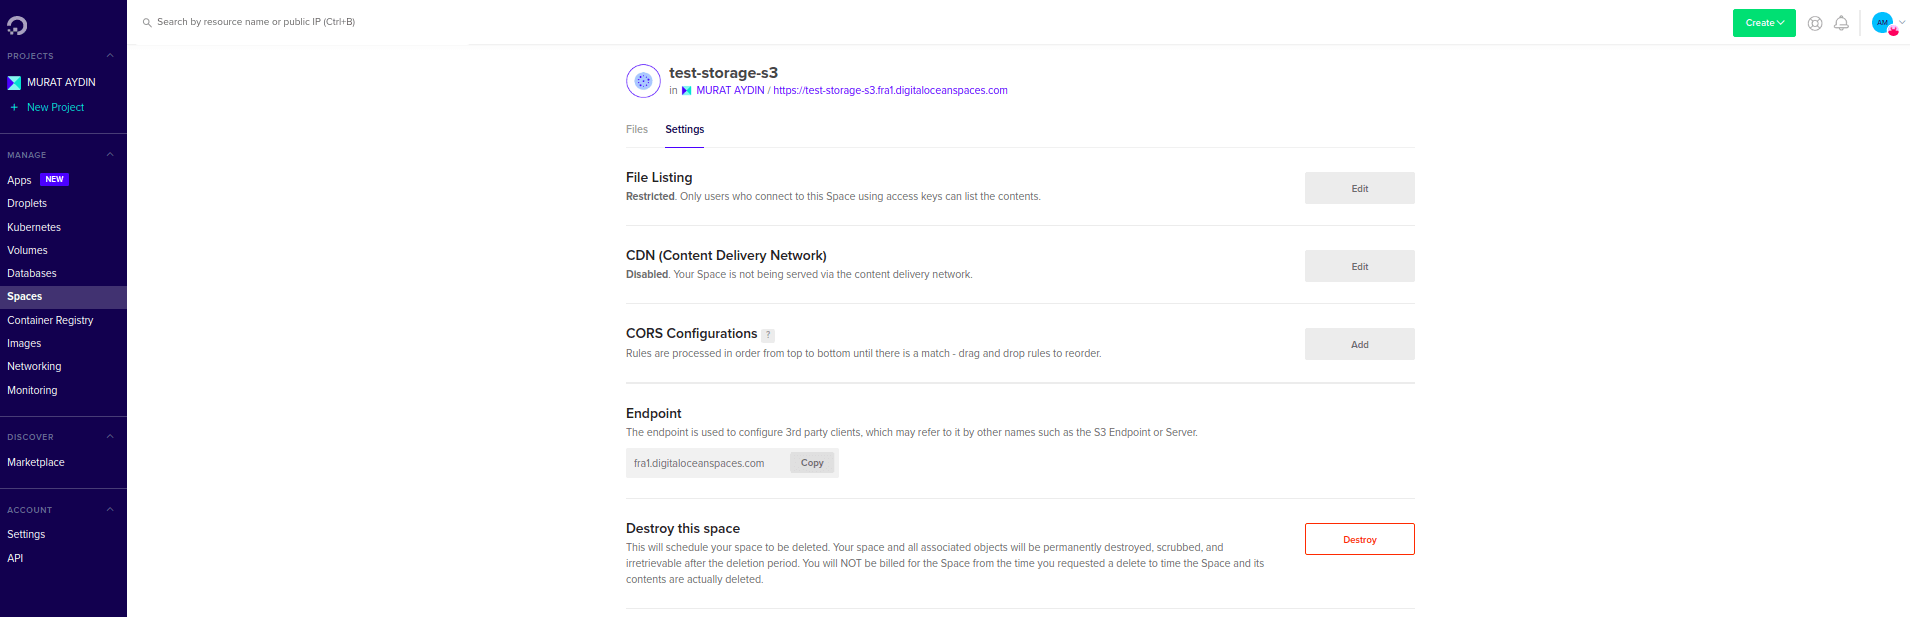 Search by resource name or public IP (Ctrl+B)
Create
AM
PROJECTS
MURAT AYDIN
+ New Project
MANAGE
Apps NEW
Droplets
Kubernetes
Volumes
Databases
Spaces
Container Registry
Images
Networking
Monitoring
DISCOVER
Marketplace
ACCOUNT
Settings
API
test-storage-s3
in MURAT AYDIN / https://test-storage-s3.fra1.digitaloceanspaces.com
Files Settings
File Listing
Restricted. Only users who connect to this Space using access keys can list the contents.
Edit
CDN (Content Delivery Network)
Disabled. Your Space is not being served via the content delivery network.
Edit
CORS Configurations ?
Rules are processed in order from top to bottom until there is a match - drag and drop rules to reorder.
Add
Endpoint
The endpoint is used to configure 3rd party clients, which may refer to it by other names such as the S3 Endpoint or Server.
fra1.digitaloceanspaces.com Copy
Destroy this space
This will schedule your space to be deleted. Your space and all associated objects will be permanently destroyed, scrubbed, and
irretrievable after the deletion period. You will NOT be billed for the Space from the time you requested a delete to time the Space and its
contents are actually deleted.
Destroy